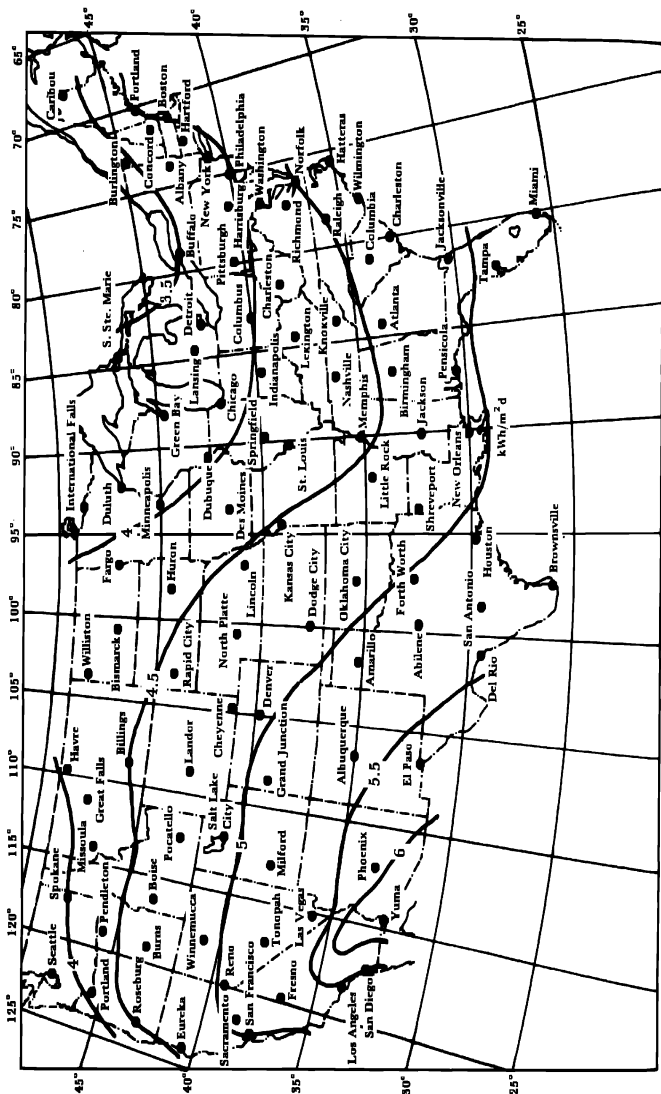 125°
120°
115°
110°
105°
100°
95°
90°
85°
80°
75°
70°
65°
45°
40°
35°
30°
25°
45°
40°
35°
30°
25°
Seattle
Spokane
Havre
Williston
International Falls
S. Ste. Marie
Caribou
4
Portland
Pendleton
Missoula
Great Falls
Bismarck
Fargo
4
Duluth
Burlington
Portland
Roseburg
Burns
Boise
Billings
4.5
Rapid City
Huron
Minneapolis
Green Bay
3.5
Concord
Boston
Albany
Hartford
Eureka
Winnemucca
Pocatello
Landor
Dubuque
Lansing
Detroit
Buffalo
New York
Sacramento
Reno
Salt Lake
City
Cheyenne
North Platte
Des Moines
Chicago
Columbus
Pittsburgh
Harrisburg
Philadelphia
San Francisco
Tonopah
Milford
5
Grand Junction
Denver
Lincoln
Springfield
Indianapolis
Charleston
Washington
Fresno
Las Vegas
Dodge City
Kansas City
St. Louis
Lexington
Richmond
Norfolk
Los Angeles
San Diego
Phoenix
Albuquerque
Amarillo
Oklahoma City
Little Rock
Memphis
Nashville
Knoxville
Raleigh
Hatteras
Yuma
6
5.5
El Paso
Abilene
Forth Worth
Shreveport
Jackson
Birmingham
Atlanta
Columbia
Wilmington
Charleston
Del Rio
San Antonio
Houston
New Orleans
Pensicola
Jacksonville
kWh/m² d
Tampa
Miami
Brownsville